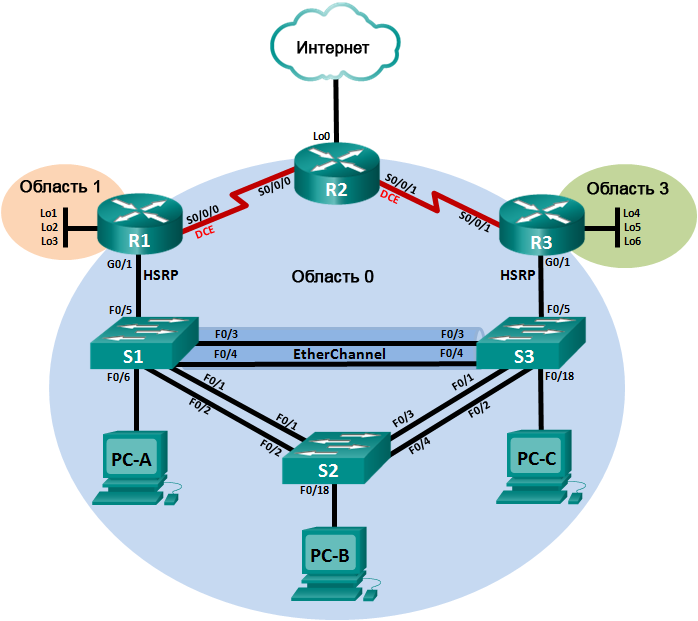 Интернет
Lo0
R2
S0/0/0
S0/0/1
DCE
Область 1
Lo1
Lo2
Lo3
R1
S0/0/0
DCE
G0/1
HSRP
Область 3
Lo4
Lo5
Lo6
R3
S0/0/1
G0/1
HSRP
Область 0
F0/5
F0/5
S1
F0/3
F0/3
F0/4
EtherChannel
F0/4
S3
F0/6
F0/1
F0/2
F0/1
F0/2
F0/1
F0/2
F0/3
F0/4
F0/18
S2
F0/18
PC-A
PC-B
PC-C